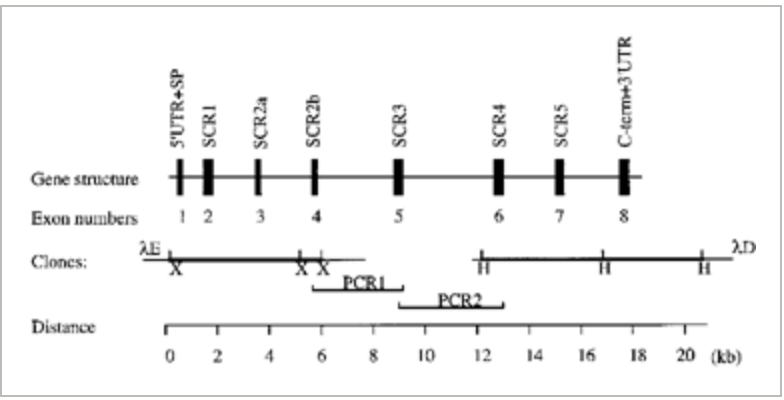 5'UTR+SP SCR1 SCR2a SCR2b SCR3 SCR4 SCR5 C-term+3'UTR
Gene structure
Exon numbers 1 2 3 4 5 6 7 8
λE λD
Clones: X X X H H H
PCR1
PCR2
Distance
0 2 4 6 8 10 12 14 16 18 20 (kb)